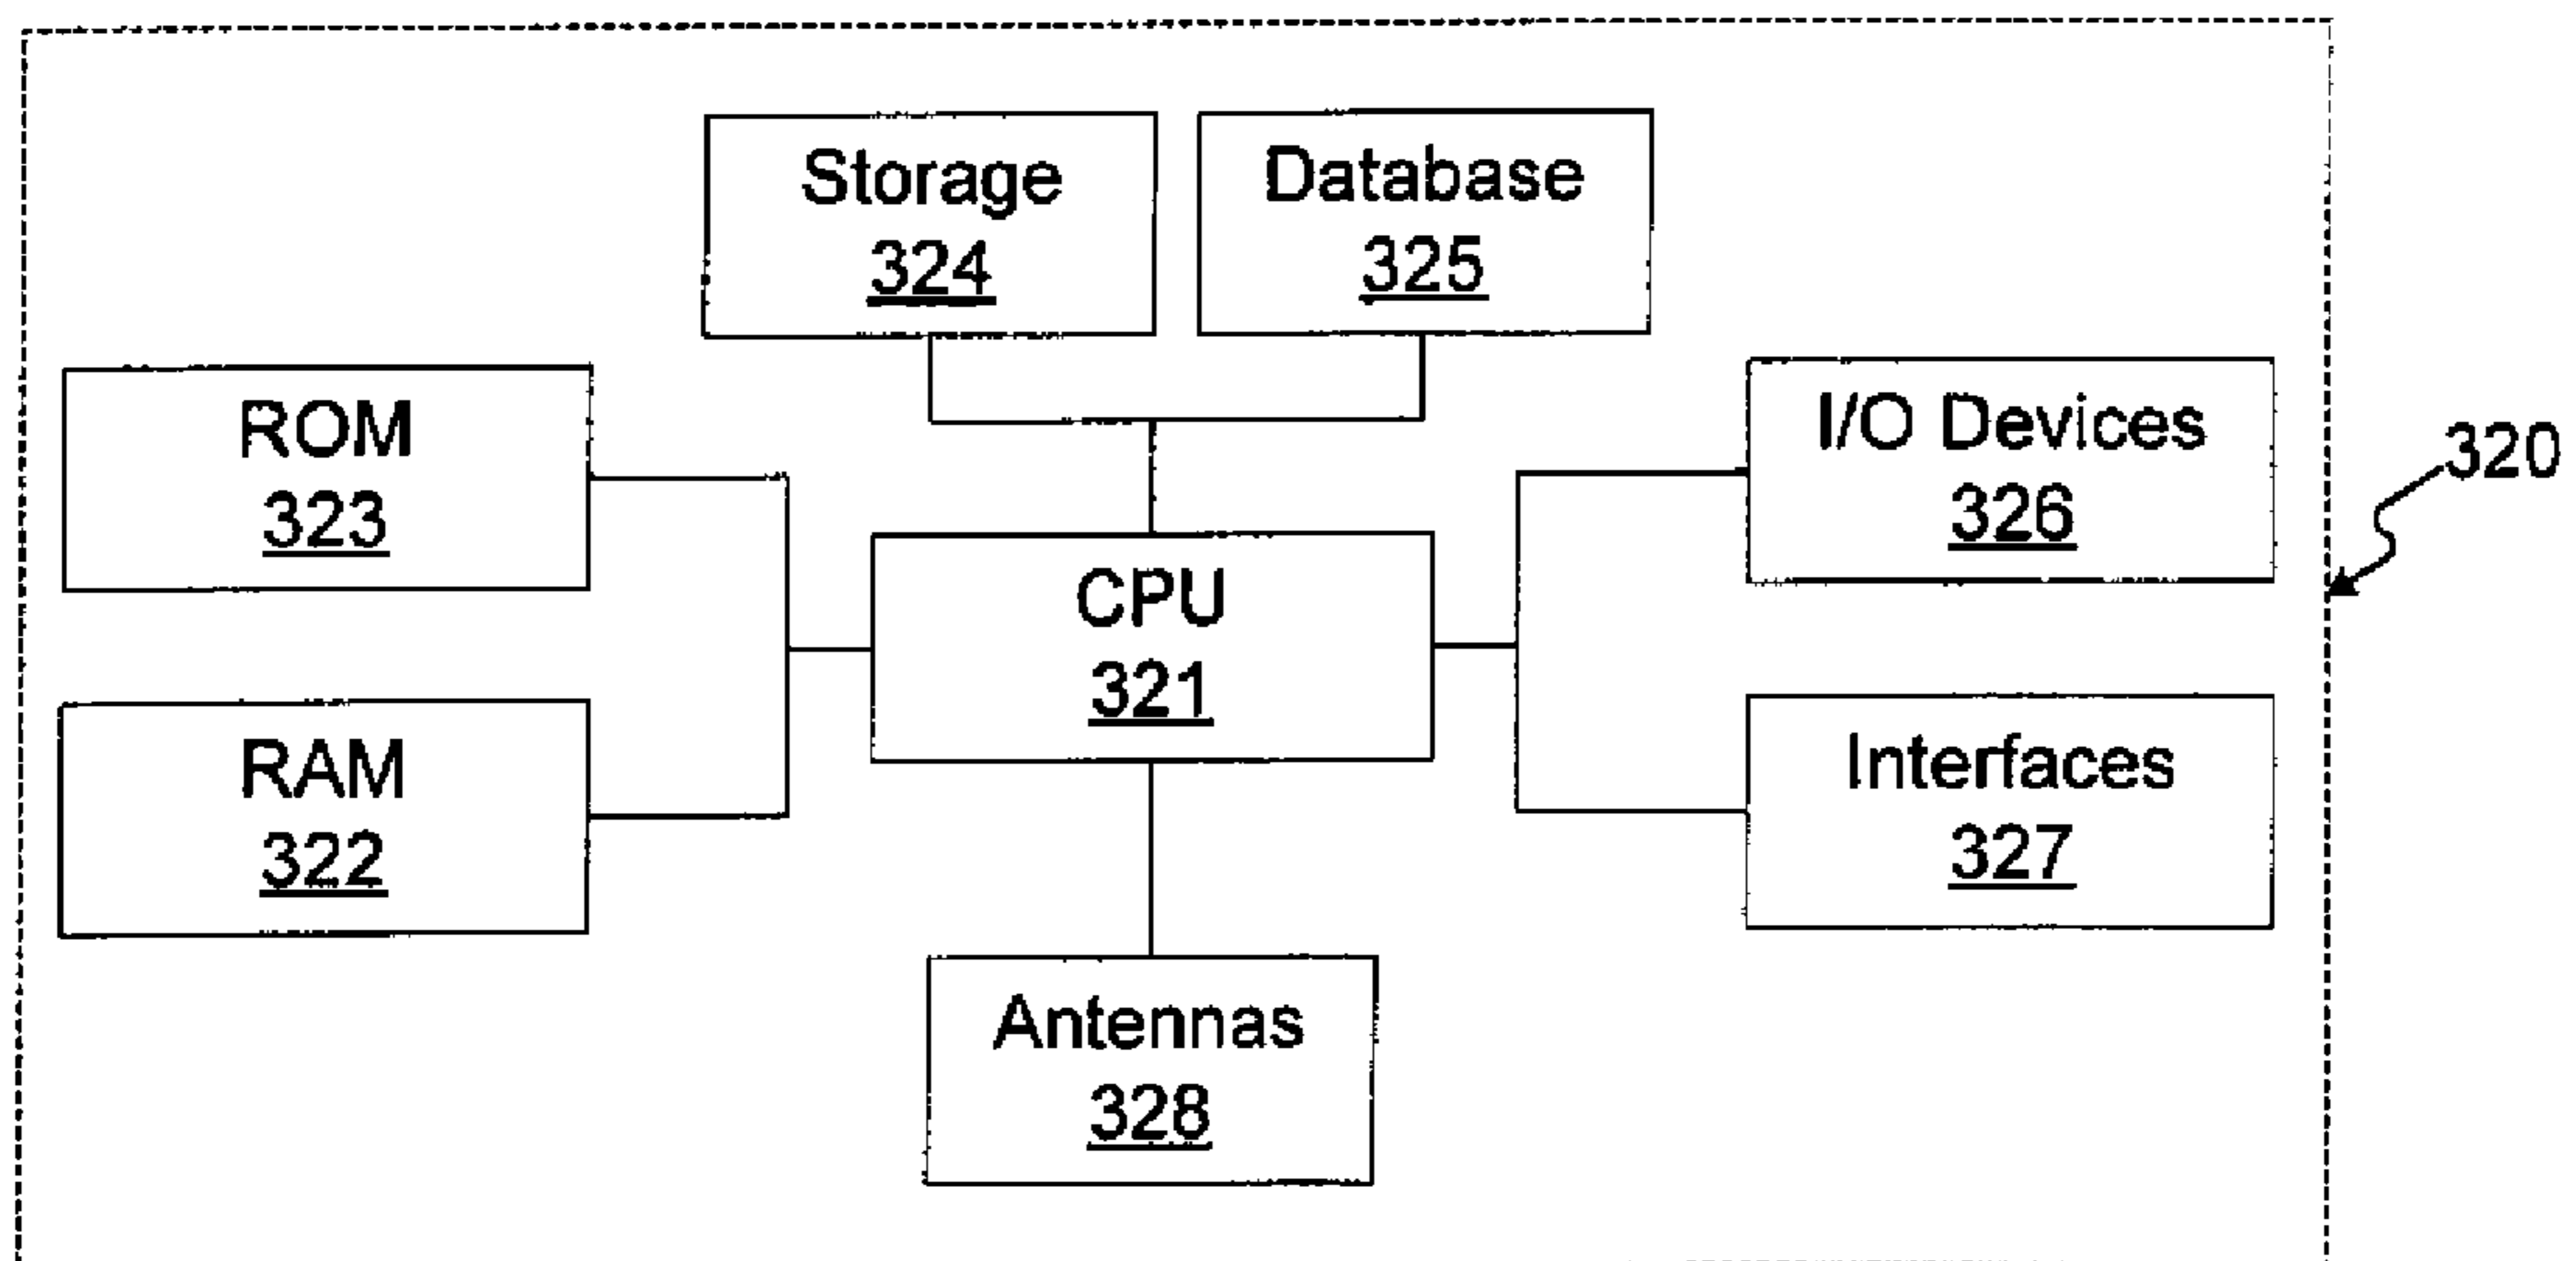 Storage
324
Database
325
ROM
323
I/O Devices
326
320
CPU
321
RAM
322
Interfaces
327
Antennas
328